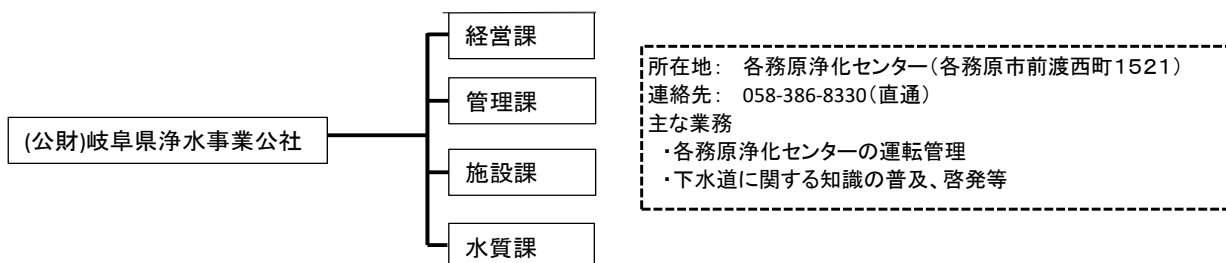 経営課
管理課
(公財)岐阜県浄水事業公社
施設課
水質課
所在地:　各務原浄化センター(各務原市前渡西町1521)
連絡先:　058-386-8330(直通)
主な業務
・各務原浄化センターの運転管理
・下水道に関する知識の普及、啓発等